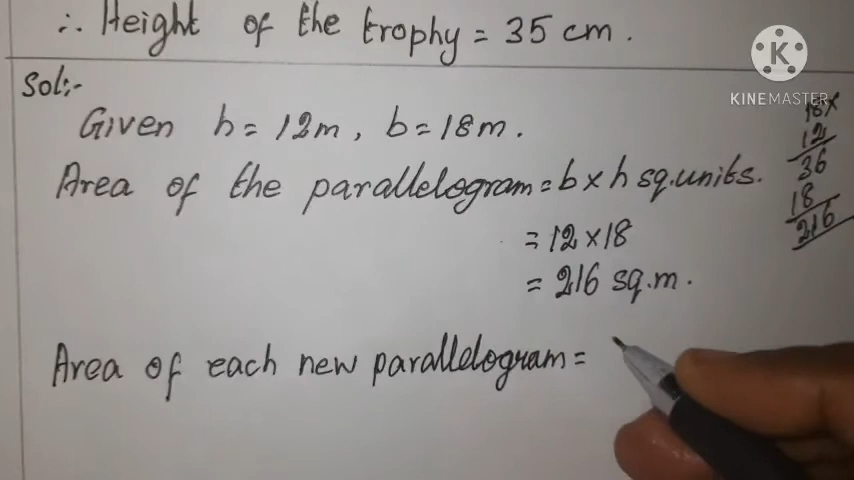 ∴ Height of the trophy = 35 cm.
KINEMASTER
Sol:-
Given h = 12m, b = 18m.
18×
12
36
18
216
Area of the parallelogram = b × h sq.units.
= 12 × 18
= 216 sq.m.
Area of each new parallelogram =